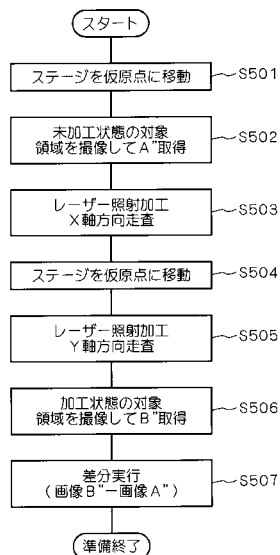 スタート
ステージを仮原点に移動
S501
未加工状態の対象
領域を撮像してA"取得
S502
レーザー照射加工
X軸方向走査
S503
ステージを仮原点に移動
S504
レーザー照射加工
Y軸方向走査
S505
加工状態の対象
領域を撮像してB"取得
S506
差分実行
(画像B"−画像A")
S507
準備終了